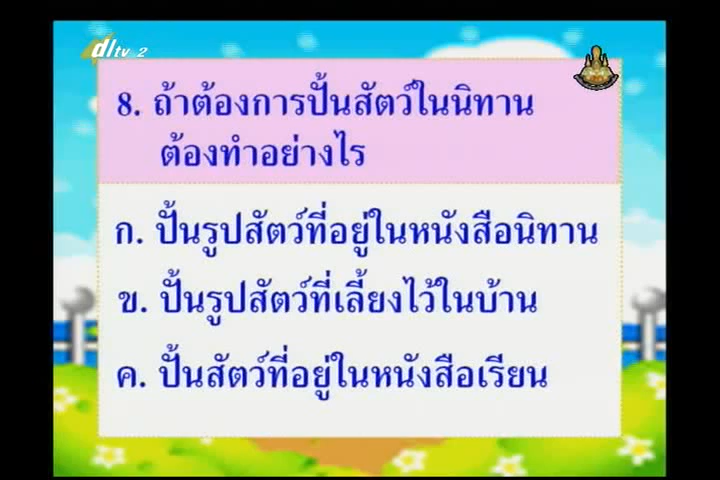 dltv 2
8. ถ้าต้องการปั้นสัตว์ในนิทาน
ต้องทำอย่างไร
ก. ปั้นรูปสัตว์ที่อยู่ในหนังสือนิทาน
ข. ปั้นรูปสัตว์ที่เลี้ยงไว้ในบ้าน
ค. ปั้นสัตว์ที่อยู่ในหนังสือเรียน